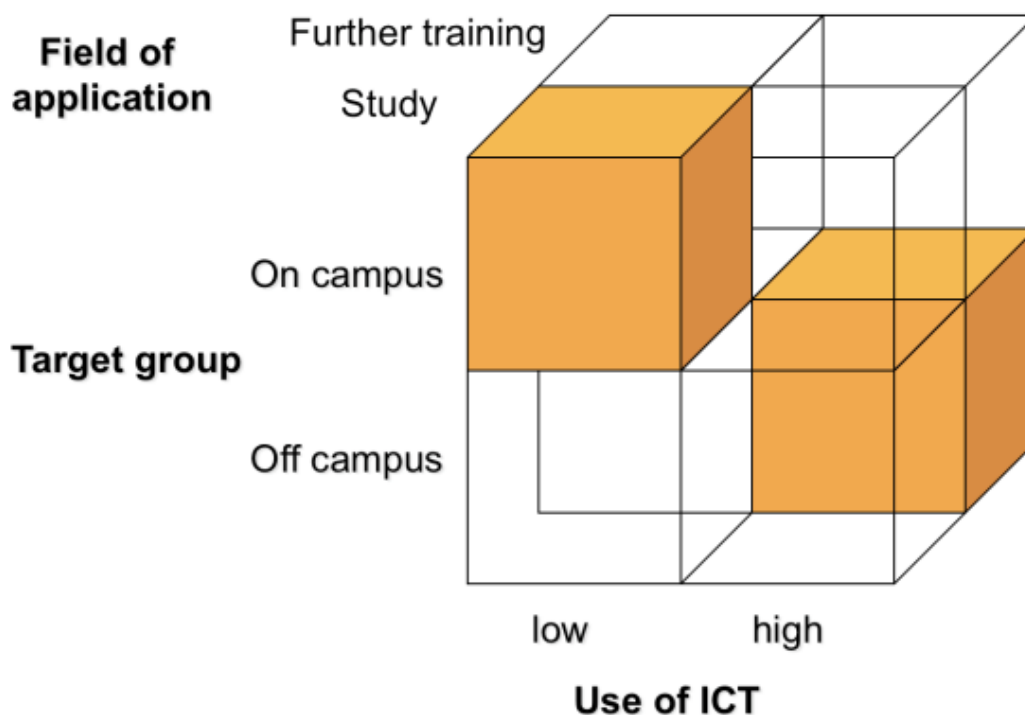 Further training
Field of
application
Study
On campus
Target group
Off campus
low
high
Use of ICT